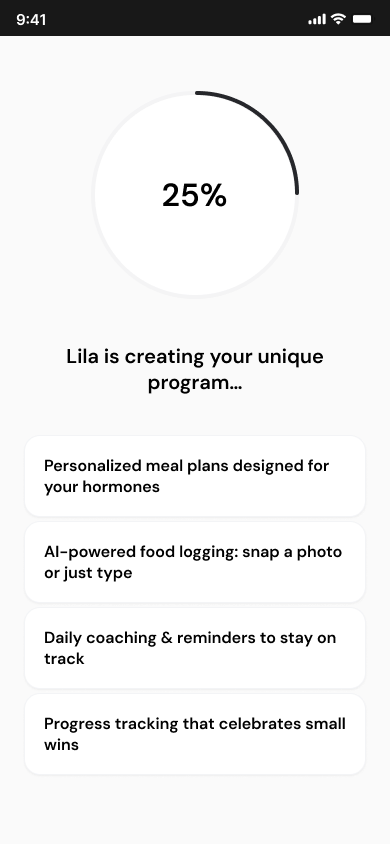 9:41
25%
Lila is creating your unique
program...
Personalized meal plans designed for
your hormones
AI-powered food logging: snap a photo
or just type
Daily coaching & reminders to stay on
track
Progress tracking that celebrates small
wins